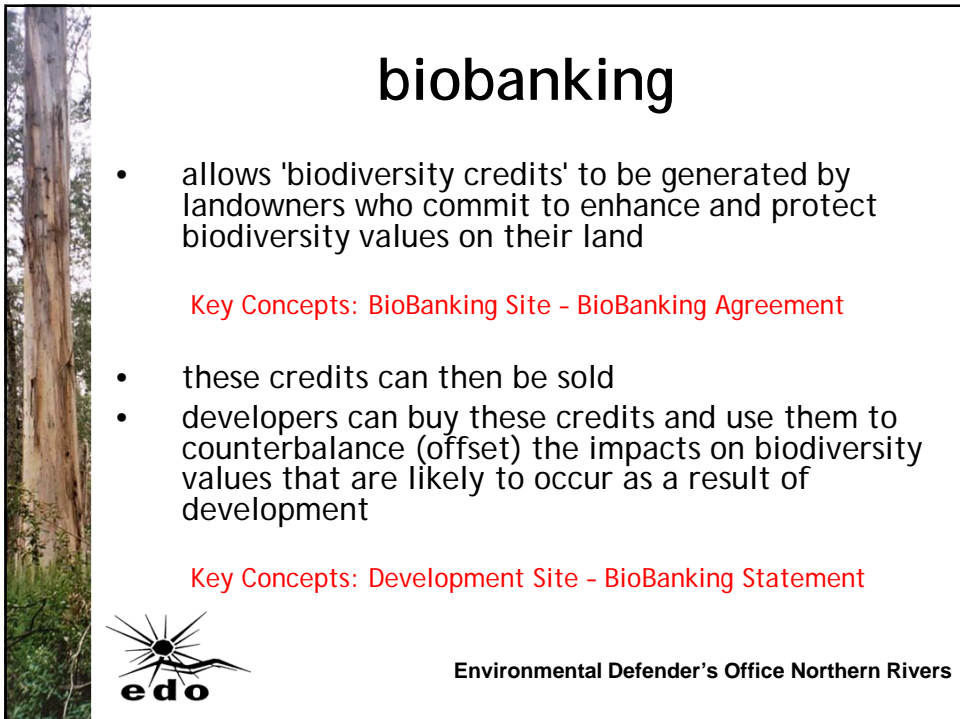 biobanking
• allows 'biodiversity credits' to be generated by
landowners who commit to enhance and protect
biodiversity values on their land
Key Concepts: BioBanking Site - BioBanking Agreement
• these credits can then be sold
• developers can buy these credits and use them to
counterbalance (offset) the impacts on biodiversity
values that are likely to occur as a result of
development
Key Concepts: Development Site - BioBanking Statement
edo
Environmental Defender's Office Northern Rivers